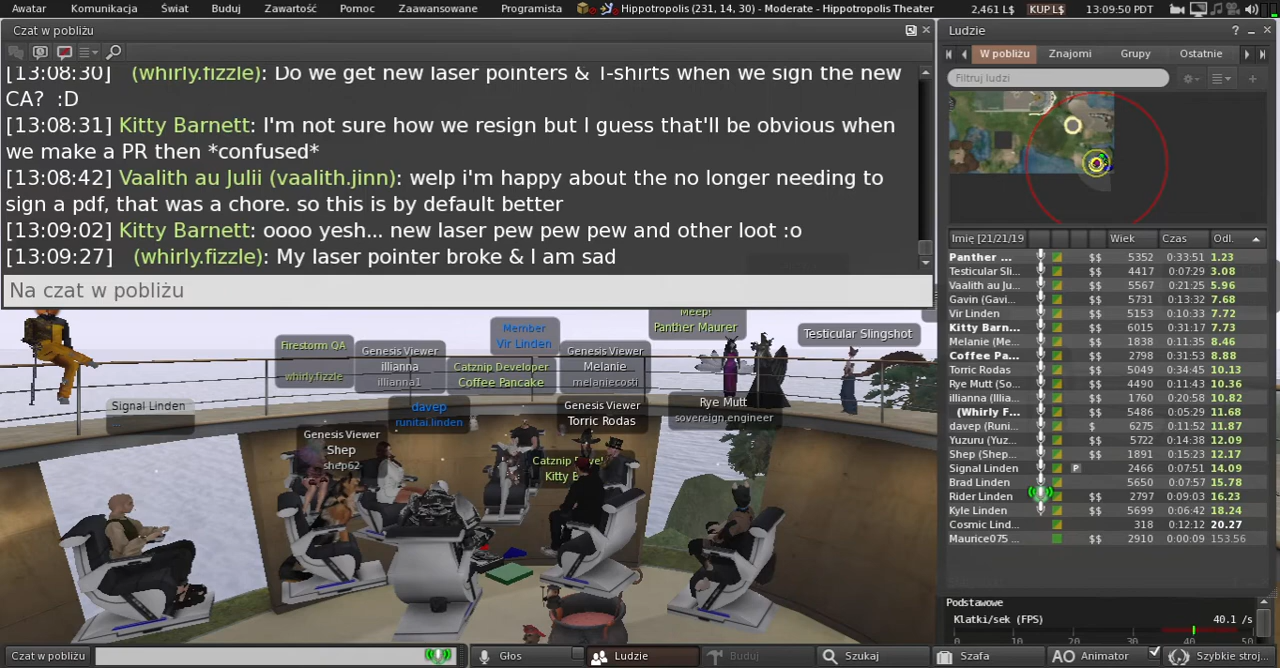 Awatar Komunikacja Świat Buduj Zawartość Pomoc Zaawansowane Programista Hippotropolis (231, 14, 30) - Moderate - Hippotropolis Theater 2,461 L$ KUP L$ 13:09:50 PDT
Czat w pobliżu
[13:08:30] (whirly.fizzle): Do we get new laser pointers & T-shirts when we sign the new
CA? :D
[13:08:31] Kitty Barnett: I'm not sure how we resign but I guess that'll be obvious when
we make a PR then *confused*
[13:08:42] Vaalith au Julii (vaalith.jinn): welp i'm happy about the no longer needing to
sign a pdf, that was a chore. so this is by default better
[13:09:02] Kitty Barnett: oooo yesh... new laser pew pew pew and other loot :o
[13:09:27] (whirly.fizzle): My laser pointer broke & I am sad
Na czat w pobliżu
Meep!
Panther Maurer
Member
Vir Linden
Testicular Slingshot
Firestorm QA
whirly.fizzle
Genesis Viewer
illianna
illianna1
Catznip Developer
Coffee Pancake
Genesis Viewer
Melanie
melaniecosti
Signal Linden
davep
runitai.linden
Genesis Viewer
Torric Rodas
Rye Mutt
sovereign.engineer
Genesis Viewer
Shep
shep62
Kitty
Ludzie
W pobliżu Znajomi Grupy Ostatnie
Filtruj ludzi
Imię [21/21/19 Wiek Czas Odl.
Panther ... $$ 5352 0:33:51 1.23
Testicular Sli... $$ 4417 0:07:29 3.08
Vaalith au Ju... $$ 5567 0:21:25 5.96
Gavin (Gavi... $$ 5731 0:13:32 7.68
Vir Linden $$ 5153 0:10:33 7.72
Kitty Barn... $$ 6015 0:31:17 7.73
Melanie (Me... $$ 1838 0:11:35 8.46
Coffee Pa... $$ 2798 0:31:53 8.88
Torric Rodas $$ 5049 0:34:45 10.13
Rye Mutt (So... $$ 4490 0:11:43 10.36
illianna (Illia... $$ 1760 0:20:58 10.82
(Whirly F... $$ 5486 0:05:29 11.68
davep (Runi... $ 6275 0:11:52 11.87
Yuzuru (Yuz... $$ 5722 0:14:38 12.09
Shep (Shep... $$ 1891 0:15:23 12.17
Signal Linden P 2466 0:07:51 14.09
Brad Linden 5650 0:07:57 15.78
Rider Linden $$ 2797 0:09:03 16.23
Kyle Linden $$ 5699 0:06:42 18.24
Cosmic Lind... 318 0:12:12 20.27
Maurice075 ... $$ 2910 0:00:09 153.56
Podstawowe
Klatki/sek (FPS) 40.1 /s
0 10 20 30 40 50
Czat w pobliżu Głos Ludzie Buduj Szukaj Szafa AO Animator Szybkie stroj...